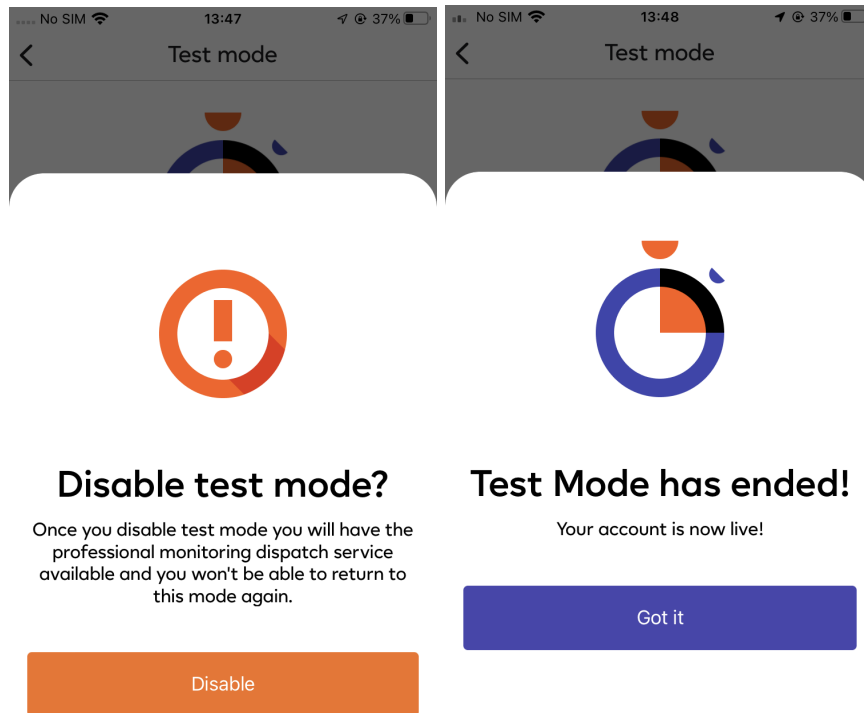 No SIM 13:47 37%
Test mode
Disable test mode?
Once you disable test mode you will have the
professional monitoring dispatch service
available and you won't be able to return to
this mode again.
Disable
No SIM 13:48 37%
Test mode
Test Mode has ended!
Your account is now live!
Got it